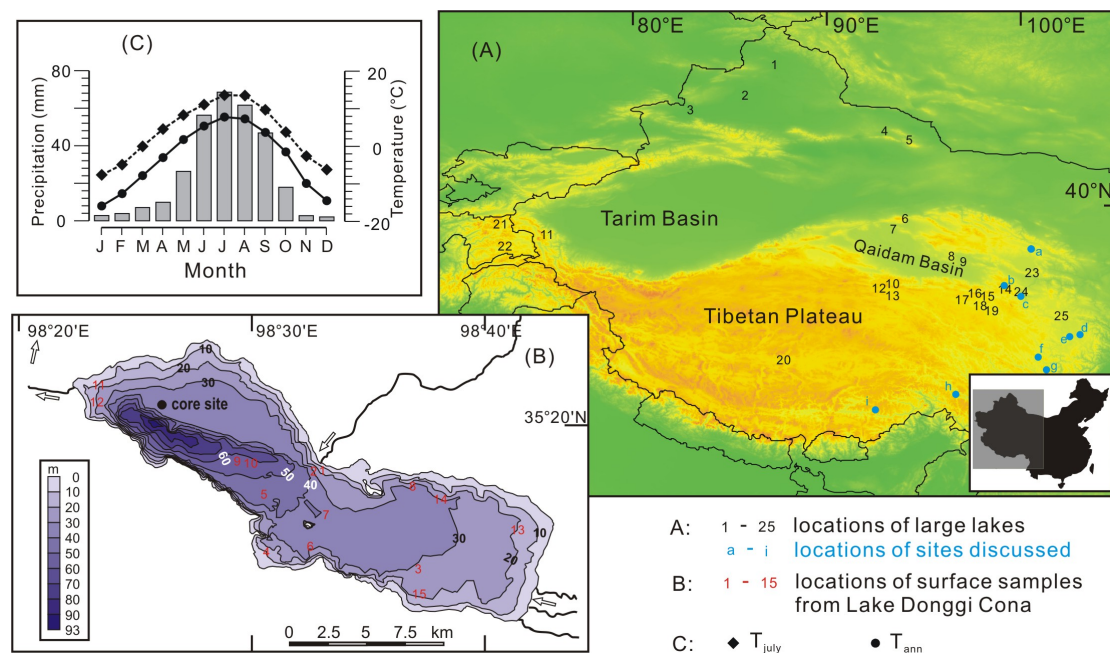 (C)
80
40
0
Precipitation (mm)
20
0
-20
Temperature (°C)
J F M A M J J A S O N D
Month
(A)
80°E
90°E
100°E
40°N
1
2
3
4
5
6
7
8
9
10
11
12
13
14
15
16
17
18
19
20
21
22
23
24
25
a
b
c
d
e
f
g
h
i
Tarim Basin
Qaidam Basin
Tibetan Plateau
98°20'E
98°30'E
98°40'E
(B)
35°20'N
core site
10
20
30
60
50
40
30
20
10
11
12
9
10
5
7
4
6
3
15
8
14
13
m
0
10
20
30
40
50
60
70
80
90
93
0 2.5 5 7.5 km
A: 1 - 25 locations of large lakes
a - i locations of sites discussed
B: 1 - 15 locations of surface samples
from Lake Donggi Cona
C: T july T ann